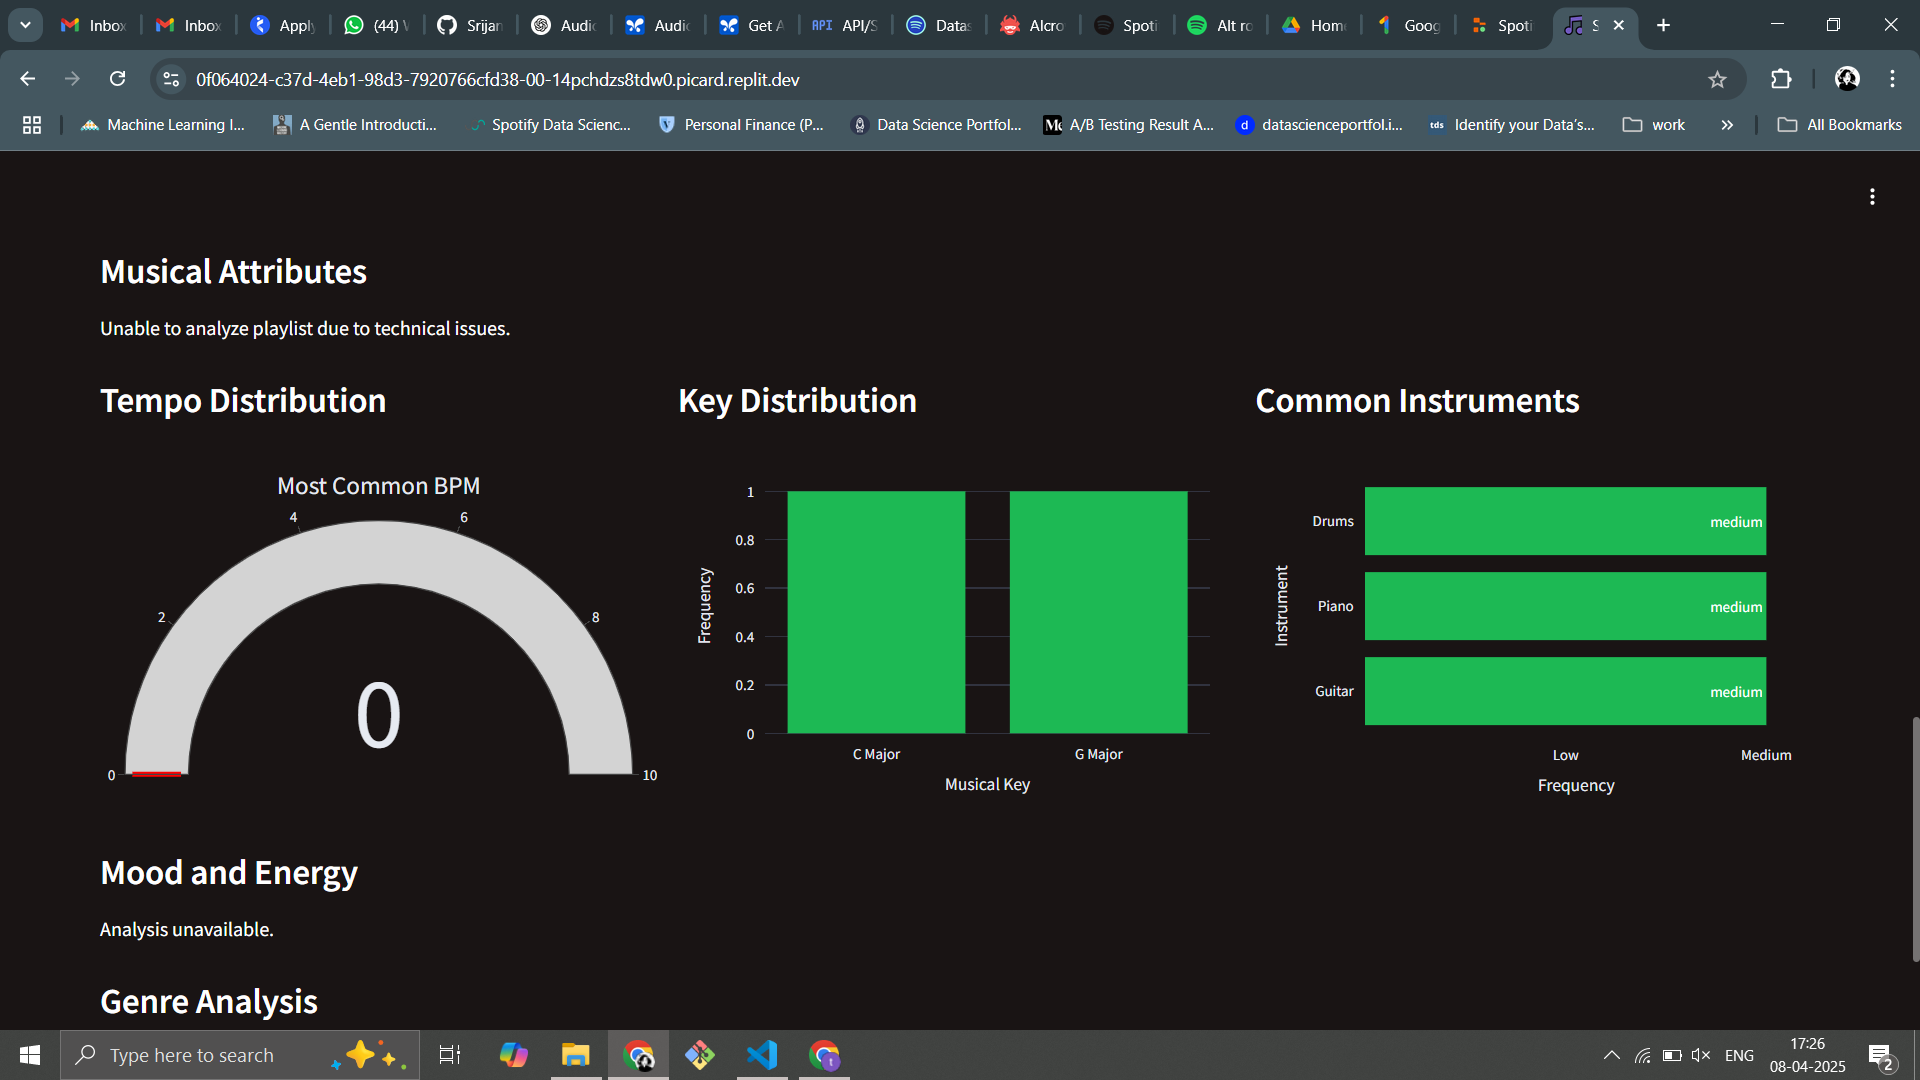 Inbox
Inbox
Apply
(44)
Srijan
Audio
Audio
Get A
API API/S
Datas
AIcro
Spoti
Alt ro
Home
Goog
Spoti
S
0f064024-c37d-4eb1-98d3-7920766cfd38-00-14pchdzs8tdw0.picard.replit.dev
Machine Learning I...
A Gentle Introducti...
Spotify Data Scienc...
Personal Finance (P...
Data Science Portfol...
A/B Testing Result A...
d datascienceportfol.i...
tds Identify your Data's...
work
All Bookmarks
Musical Attributes
Unable to analyze playlist due to technical issues.
Tempo Distribution
Most Common BPM
0
2
4
6
8
10
0
Key Distribution
Frequency
1
0.8
0.6
0.4
0.2
0
C Major
G Major
Musical Key
Common Instruments
Instrument
Drums
medium
Piano
medium
Guitar
medium
Low
Medium
Frequency
Mood and Energy
Analysis unavailable.
Genre Analysis
Type here to search
ENG
17:26
08-04-2025
2